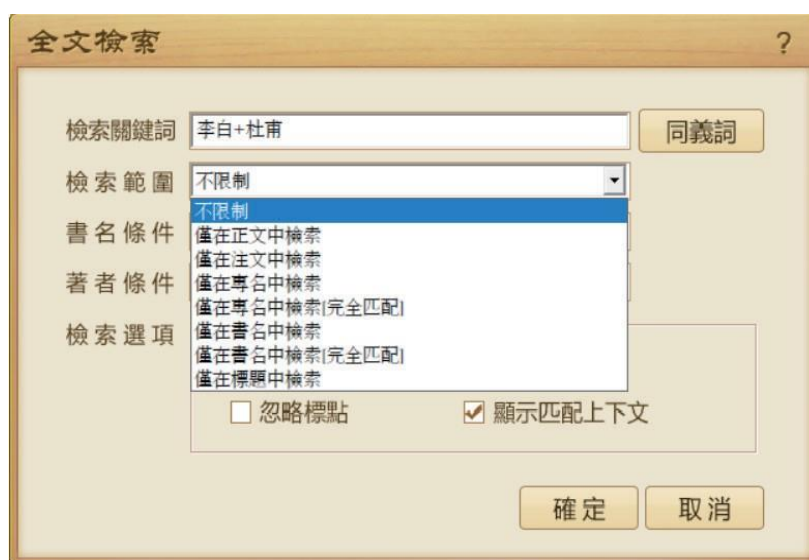 全文檢索 ?
檢索關鍵詞 李白+杜甫 同義詞
檢索範圍 不限制
不限制
書名條件 僅在正文中檢索
僅在注文中檢索
著者條件 僅在專名中檢索
僅在專名中檢索[完全匹配]
檢索選項 僅在書名中檢索
僅在書名中檢索[完全匹配]
僅在標題中檢索
忽略標點 顯示匹配上下文
確定 取消